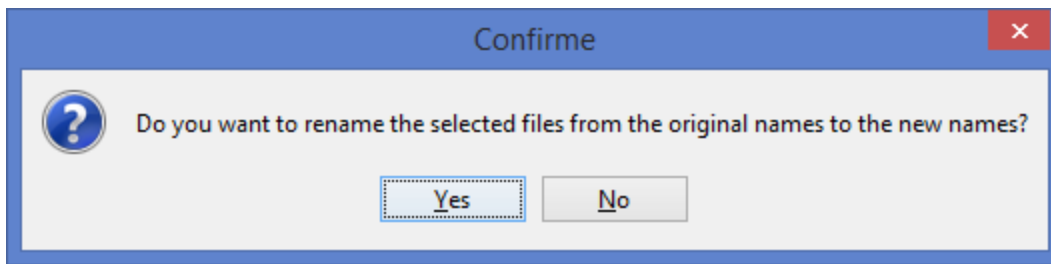 Confirme
Do you want to rename the selected files from the original names to the new names?
Yes
No